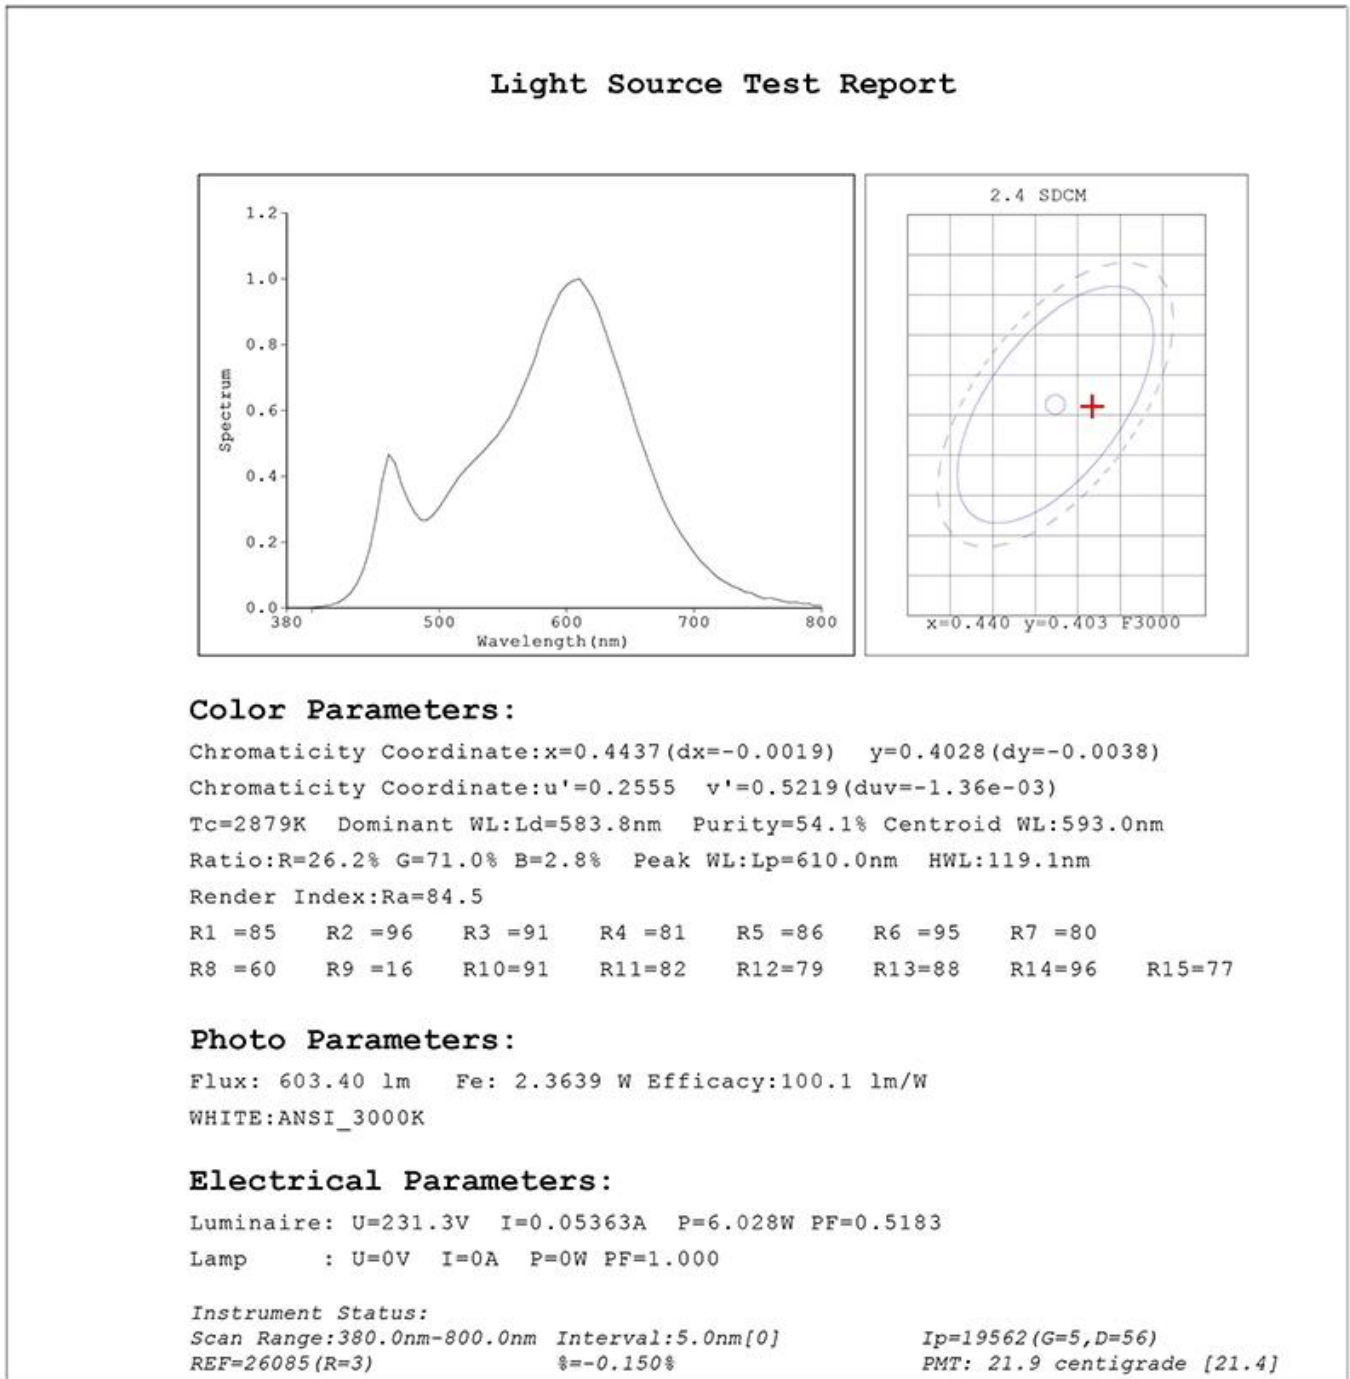 Light Source Test Report
1.2
1.0
0.8
0.6
0.4
0.2
0.0
Spectrum
380 500 600 700 800
Wavelength(nm)
2.4 SDCM
x=0.440 y=0.403 F3000
Color Parameters:
Chromaticity Coordinate:x=0.4437(dx=-0.0019) y=0.4028(dy=-0.0038)
Chromaticity Coordinate:u'=0.2555 v'=0.5219(duv=-1.36e-03)
Tc=2879K Dominant WL:Ld=583.8nm Purity=54.1% Centroid WL:593.0nm
Ratio:R=26.2% G=71.0% B=2.8% Peak WL:Lp=610.0nm HWL:119.1nm
Render Index:Ra=84.5
R1 =85 R2 =96 R3 =91 R4 =81 R5 =86 R6 =95 R7 =80
R8 =60 R9 =16 R10=91 R11=82 R12=79 R13=88 R14=96 R15=77
Photo Parameters:
Flux: 603.40 lm Fe: 2.3639 W Efficacy:100.1 lm/W
WHITE:ANSI_3000K
Electrical Parameters:
Luminaire: U=231.3V I=0.05363A P=6.028W PF=0.5183
Lamp : U=0V I=0A P=0W PF=1.000
Instrument Status:
Scan Range:380.0nm-800.0nm Interval:5.0nm[0] Ip=19562(G=5,D=56)
REF=26085(R=3) %=-0.150% PMT: 21.9 centigrade [21.4]